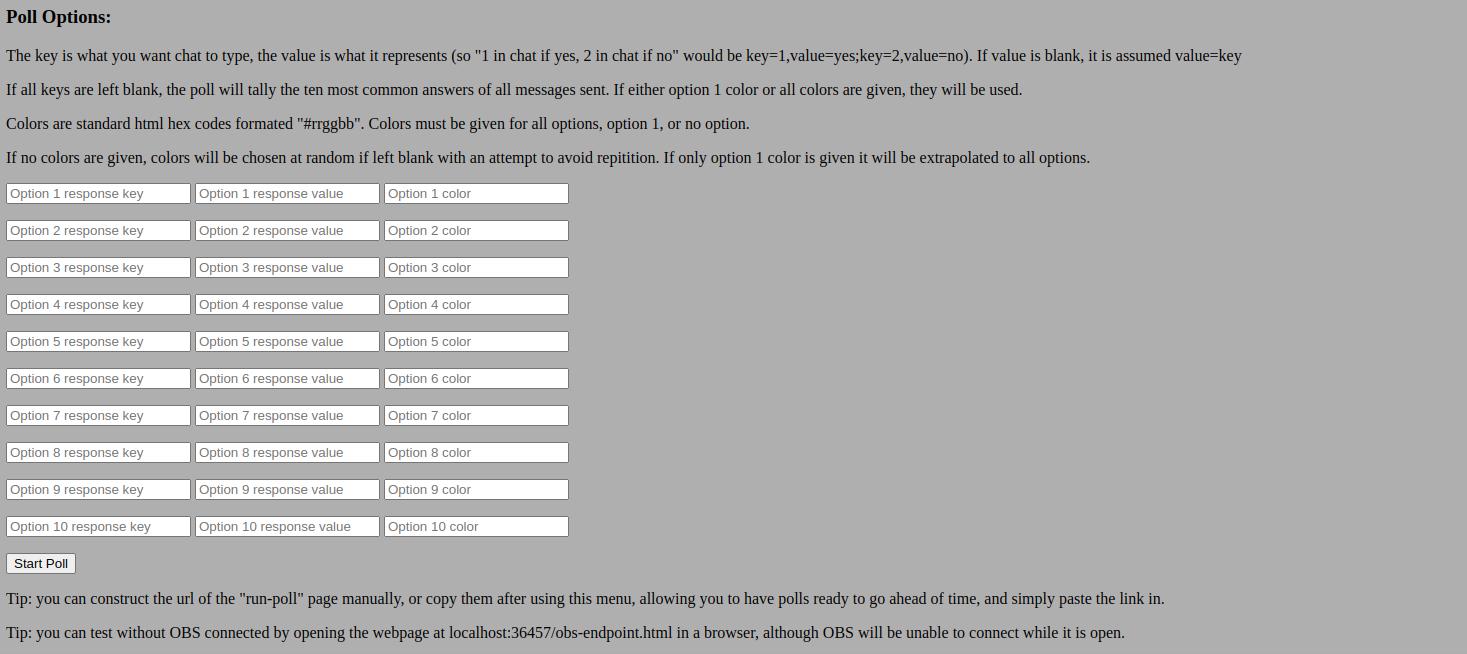 Poll Options:
The key is what you want chat to type, the value is what it represents (so "1 in chat if yes, 2 in chat if no" would be key=1,value=yes;key=2,value=no). If value is blank, it is assumed value=key
If all keys are left blank, the poll will tally the ten most common answers of all messages sent. If either option 1 color or all colors are given, they will be used.
Colors are standard html hex codes formated "#rrggbb". Colors must be given for all options, option 1, or no option.
If no colors are given, colors will be chosen at random if left blank with an attempt to avoid repitition. If only option 1 color is given it will be extrapolated to all options.
Option 1 response key Option 1 response value Option 1 color
Option 2 response key Option 2 response value Option 2 color
Option 3 response key Option 3 response value Option 3 color
Option 4 response key Option 4 response value Option 4 color
Option 5 response key Option 5 response value Option 5 color
Option 6 response key Option 6 response value Option 6 color
Option 7 response key Option 7 response value Option 7 color
Option 8 response key Option 8 response value Option 8 color
Option 9 response key Option 9 response value Option 9 color
Option 10 response key Option 10 response value Option 10 color
Start Poll
Tip: you can construct the url of the "run-poll" page manually, or copy them after using this menu, allowing you to have polls ready to go ahead of time, and simply paste the link in.
Tip: you can test without OBS connected by opening the webpage at localhost:36457/obs-endpoint.html in a browser, although OBS will be unable to connect while it is open.